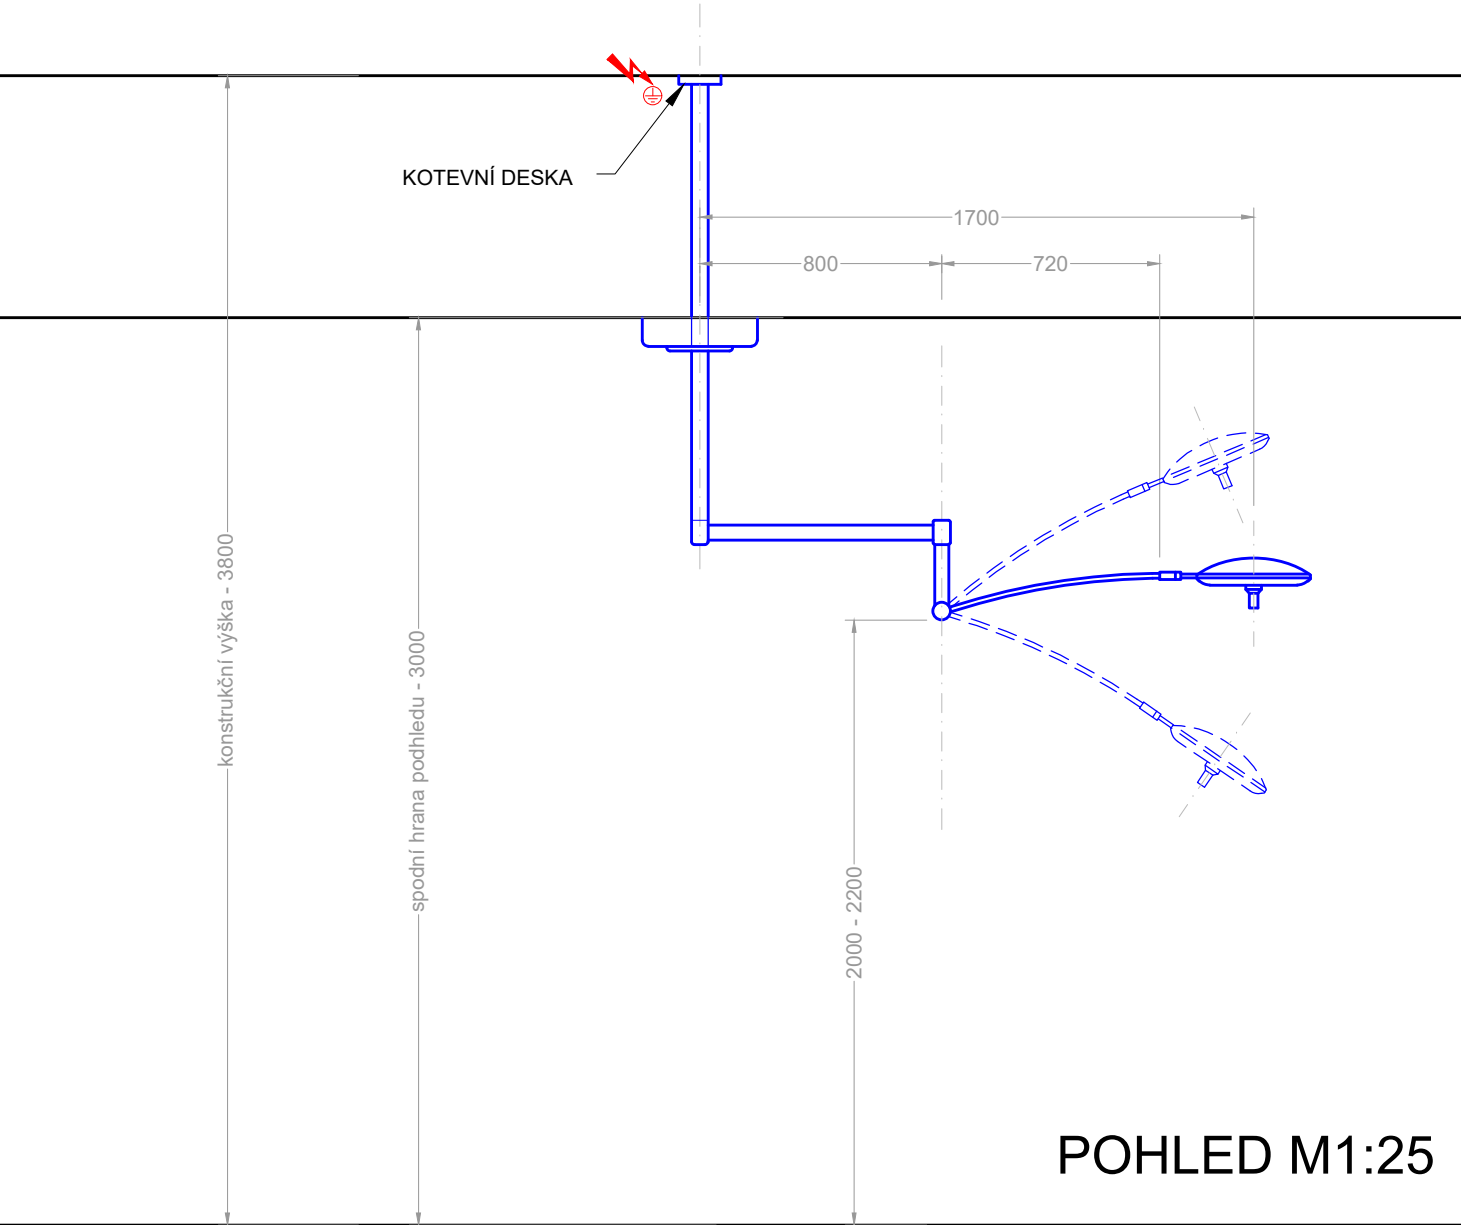 KOTEVNÍ DESKA
1700
800
720
konstrukční výška - 3800
spodní hrana podhledu - 3000
2000 - 2200
POHLED M1:25